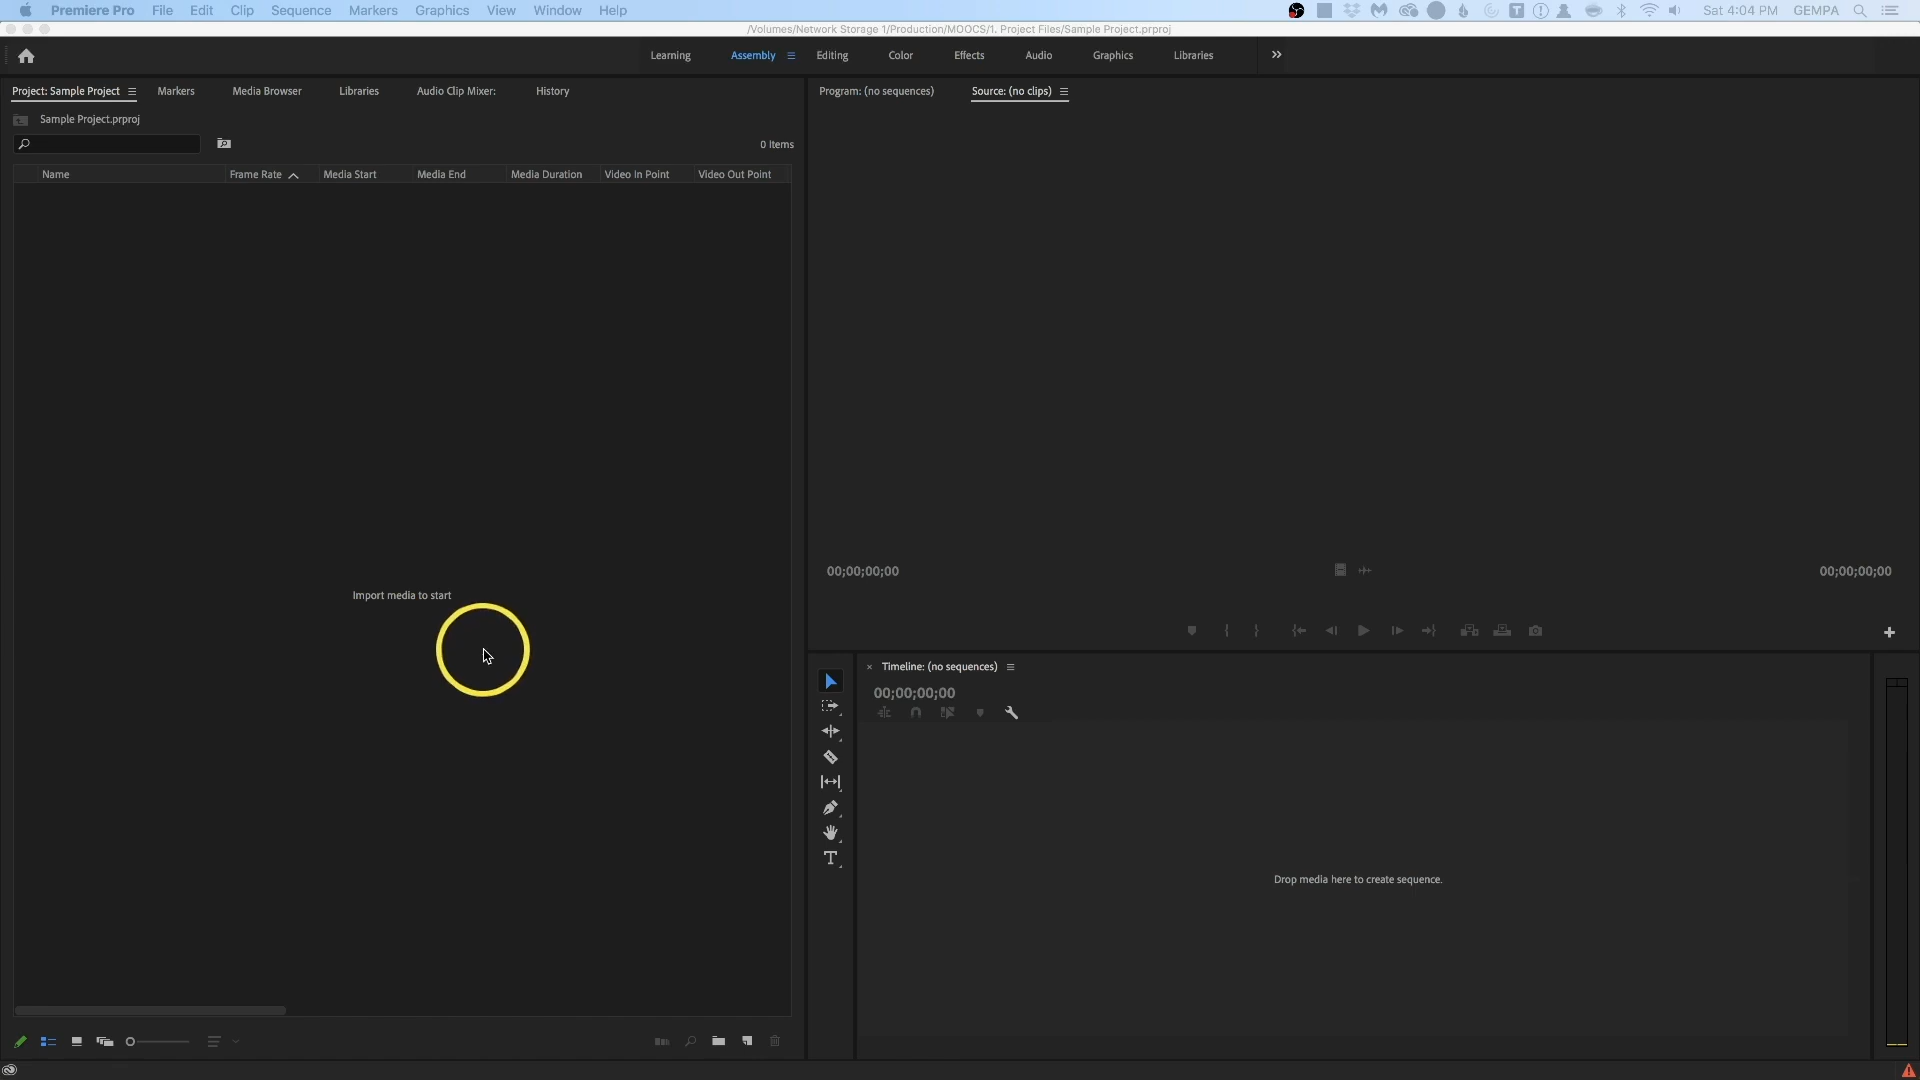 Premiere Pro File Edit Clip Sequence Markers Graphics View Window Help Sat 4:04 PM GEMPA
/Volumes/Network Storage 1/Production/MOOCS/1. Project Files/Sample Project.prproj
Learning Assembly Editing Color Effects Audio Graphics Libraries
Project: Sample Project Markers Media Browser Libraries Audio Clip Mixer: History
Program: (no sequences) Source: (no clips)
Sample Project.prproj
0 Items
Name Frame Rate Media Start Media End Media Duration Video In Point Video Out Point
Import media to start
00;00;00;00 00;00;00;00
Timeline: (no sequences)
00;00;00;00
Drop media here to create sequence.